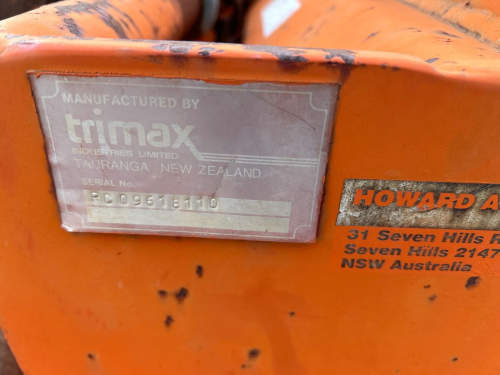 MANUFACTURED BY
trimax
INDUSTRIES LIMITED
TAURANGA, NEW ZEALAND
SERIAL No.
HOWARD A
31 Seven Hills R
Seven Hills 2147
NSW Australia